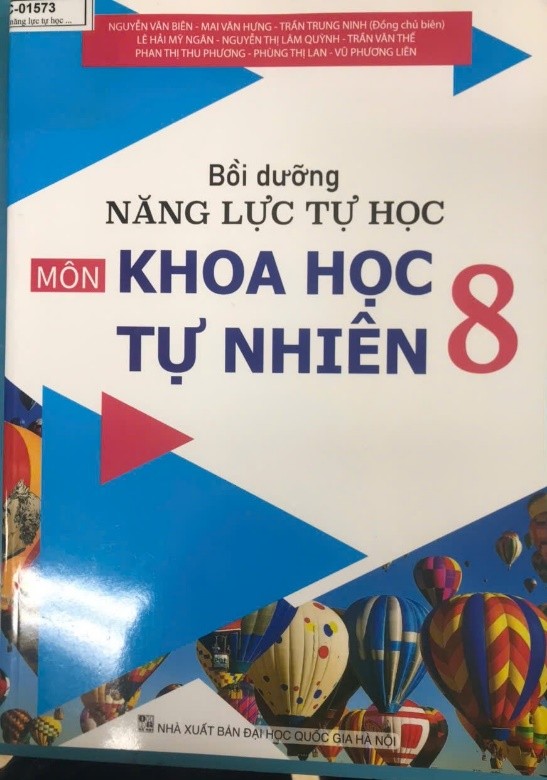 C-01573
năng lực tự học ...
NGUYỄN VĂN BIÊN - MAI VĂN HƯNG - TRẦN TRUNG NINH (Đồng chủ biên)
LÊ HẢI MỸ NGÂN - NGUYỄN THỊ LÂM QUỲNH - TRẦN VĂN THẾ
PHAN THỊ THU PHƯƠNG - PHÙNG THỊ LAN - VŨ PHƯƠNG LIÊN
Bồi dưỡng
NĂNG LỰC TỰ HỌC
MÔN KHOA HỌC
TỰ NHIÊN 8
NHÀ XUẤT BẢN ĐẠI HỌC QUỐC GIA HÀ NỘI